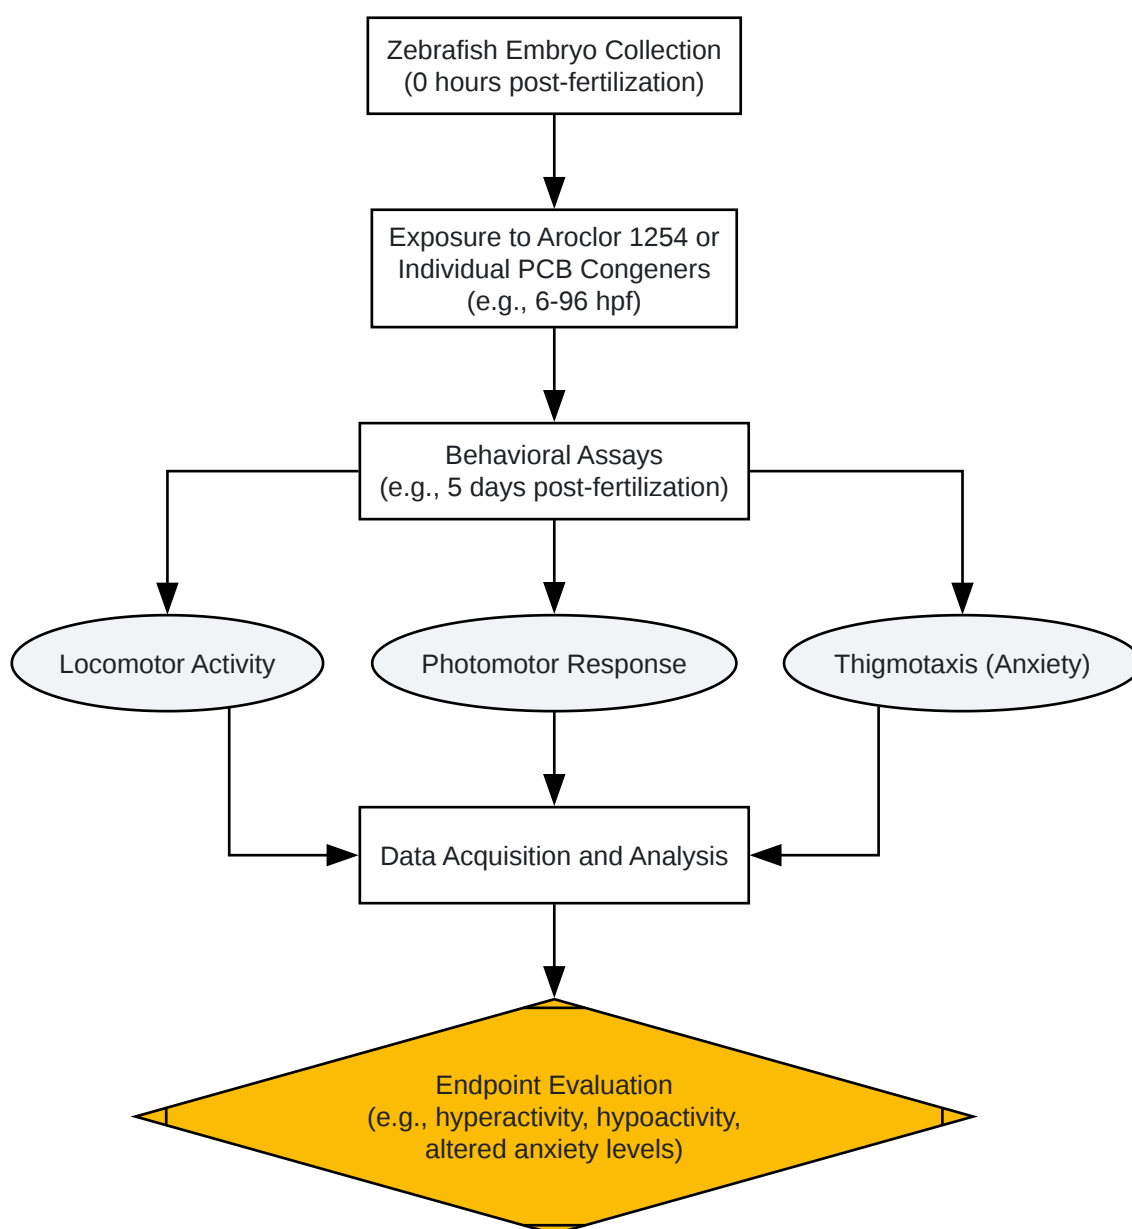 Zebrafish Embryo Collection
(0 hours post-fertilization)
Exposure to Aroclor 1254 or
Individual PCB Congeners
(e.g., 6-96 hpf)
Behavioral Assays
(e.g., 5 days post-fertilization)
Locomotor Activity
Photomotor Response
Thigmotaxis (Anxiety)
Data Acquisition and Analysis
Endpoint Evaluation
(e.g., hyperactivity, hypoactivity,
altered anxiety levels)